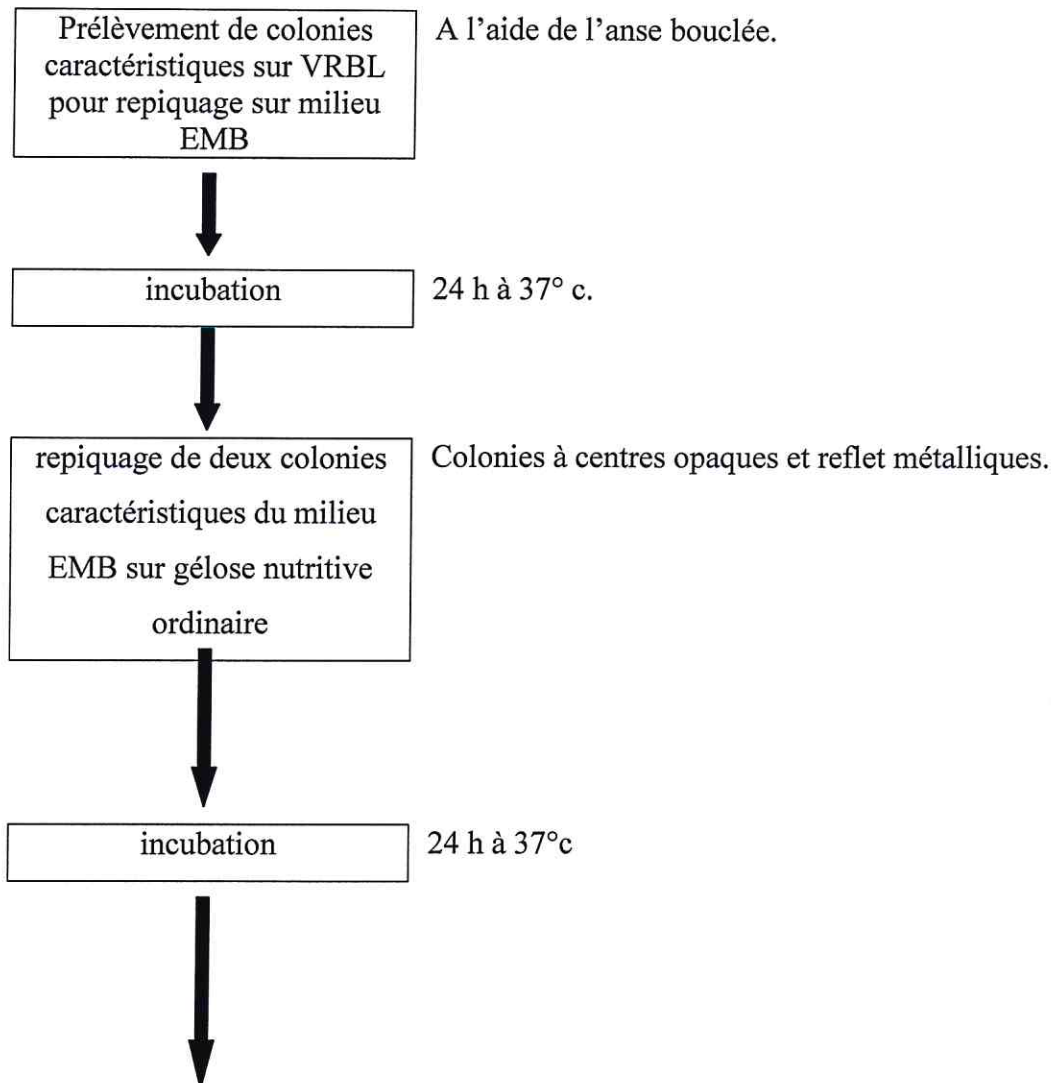 Prélèvement de colonies
caractéristiques sur VRBL
pour repiquage sur milieu
EMB
A l’aide de l’anse bouclée.
incubation
24 h à 37° c.
repiquage de deux colonies
caractéristiques du milieu
EMB sur gélose nutritive
ordinaire
Colonies à centres opaques et reflet métalliques.
incubation
24 h à 37°c